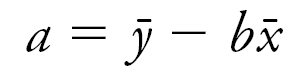 a = ȳ − bx̄